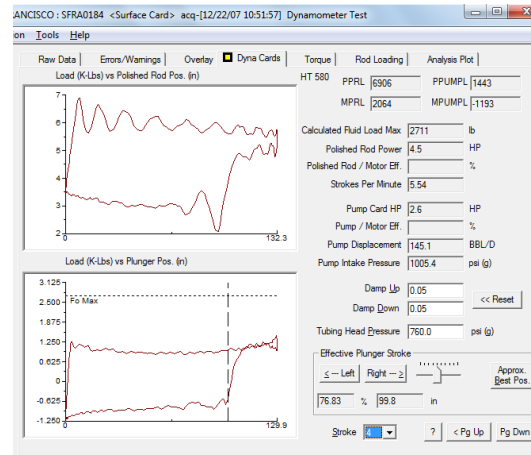 ANCISCO : SFRA0184 <Surface Card> acq-[12/22/07 10:51:57] Dynamometer Test
on Tools Help
Raw Data Errors/Warnings Overlay Dyna Cards Torque Rod Loading Analysis Plot
Load (K-Lbs) vs Polished Rod Pos. (in)
7
6
5
4
3
2
0 132.3
Load (K-Lbs) vs Plunger Pos. (in)
3.125
2.500 Fo Max
1.875
1.250
0.625
0
-0.625
-1.250
0 129.9
HT 580 PPRL 6906 PPUMPL 1443
MPRL 2064 MPUMPL -1193
Calculated Fluid Load Max 2711 lb
Polished Rod Power 4.5 HP
Polished Rod / Motor Eff. %
Strokes Per Minute 5.54
Pump Card HP 2.6 HP
Pump / Motor Eff. %
Pump Displacement 145.1 BBL/D
Pump Intake Pressure 1005.4 psi (g)
Damp Up 0.05
Damp Down 0.05
<< Reset
Tubing Head Pressure 760.0 psi (g)
Effective Plunger Stroke
< --- Left Right --- > Approx. Best Pos.
76.83 % 99.8 in
Stroke 4 ? < Pg Up Pg Dwn